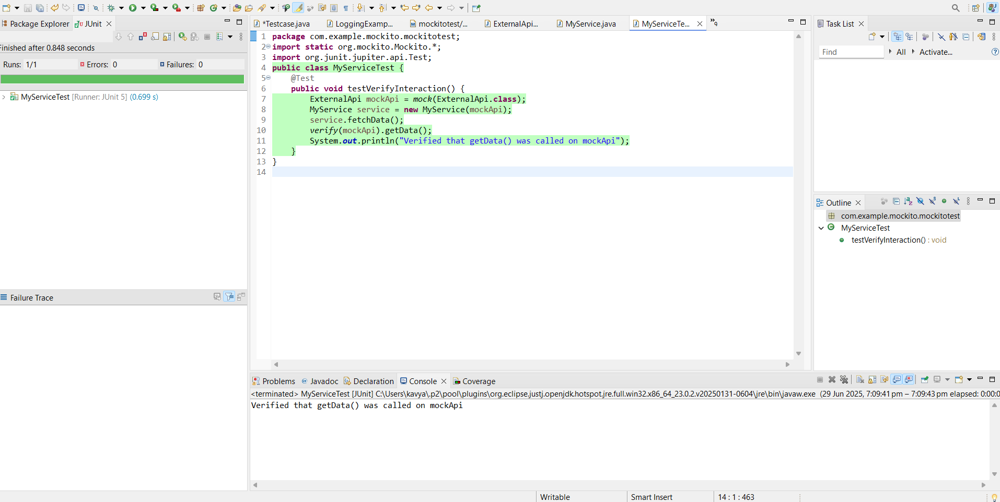 Package Explorer
JUnit
Finished after 0.848 seconds
Runs: 1/1
Errors: 0
Failures: 0
MyServiceTest [Runner: JUnit 5] (0.699 s)
Failure Trace
*Testcase.java
LoggingExamp...
mockitotest/...
ExternalApi...
MyService.java
MyServiceTe...
»9
1 package com.example.mockito.mockitotest;
2 import static org.mockito.Mockito.*;
3 import org.junit.jupiter.api.Test;
4 public class MyServiceTest {
5 @Test
6 public void testVerifyInteraction() {
7 ExternalApi mockApi = mock(ExternalApi.class);
8 MyService service = new MyService(mockApi);
9 service.fetchData();
10 verify(mockApi).getData();
11 System.out.println("Verified that getData() was called on mockApi");
12 }
13 }
14
Task List
Find
All
Activate...
Outline
com.example.mockito.mockitotest
MyServiceTest
testVerifyInteraction() : void
Problems
Javadoc
Declaration
Console
Coverage
<terminated> MyServiceTest [JUnit] C:\Users\kavya\.p2\pool\plugins\org.eclipse.justj.openjdk.hotspot.jre.full.win32.x86_64_23.0.2.v20250131-0604\jre\bin\javaw.exe (29 Jun 2025, 7:09:41 pm – 7:09:43 pm elapsed: 0:00:0
Verified that getData() was called on mockApi
Writable
Smart Insert
14 : 1 : 463